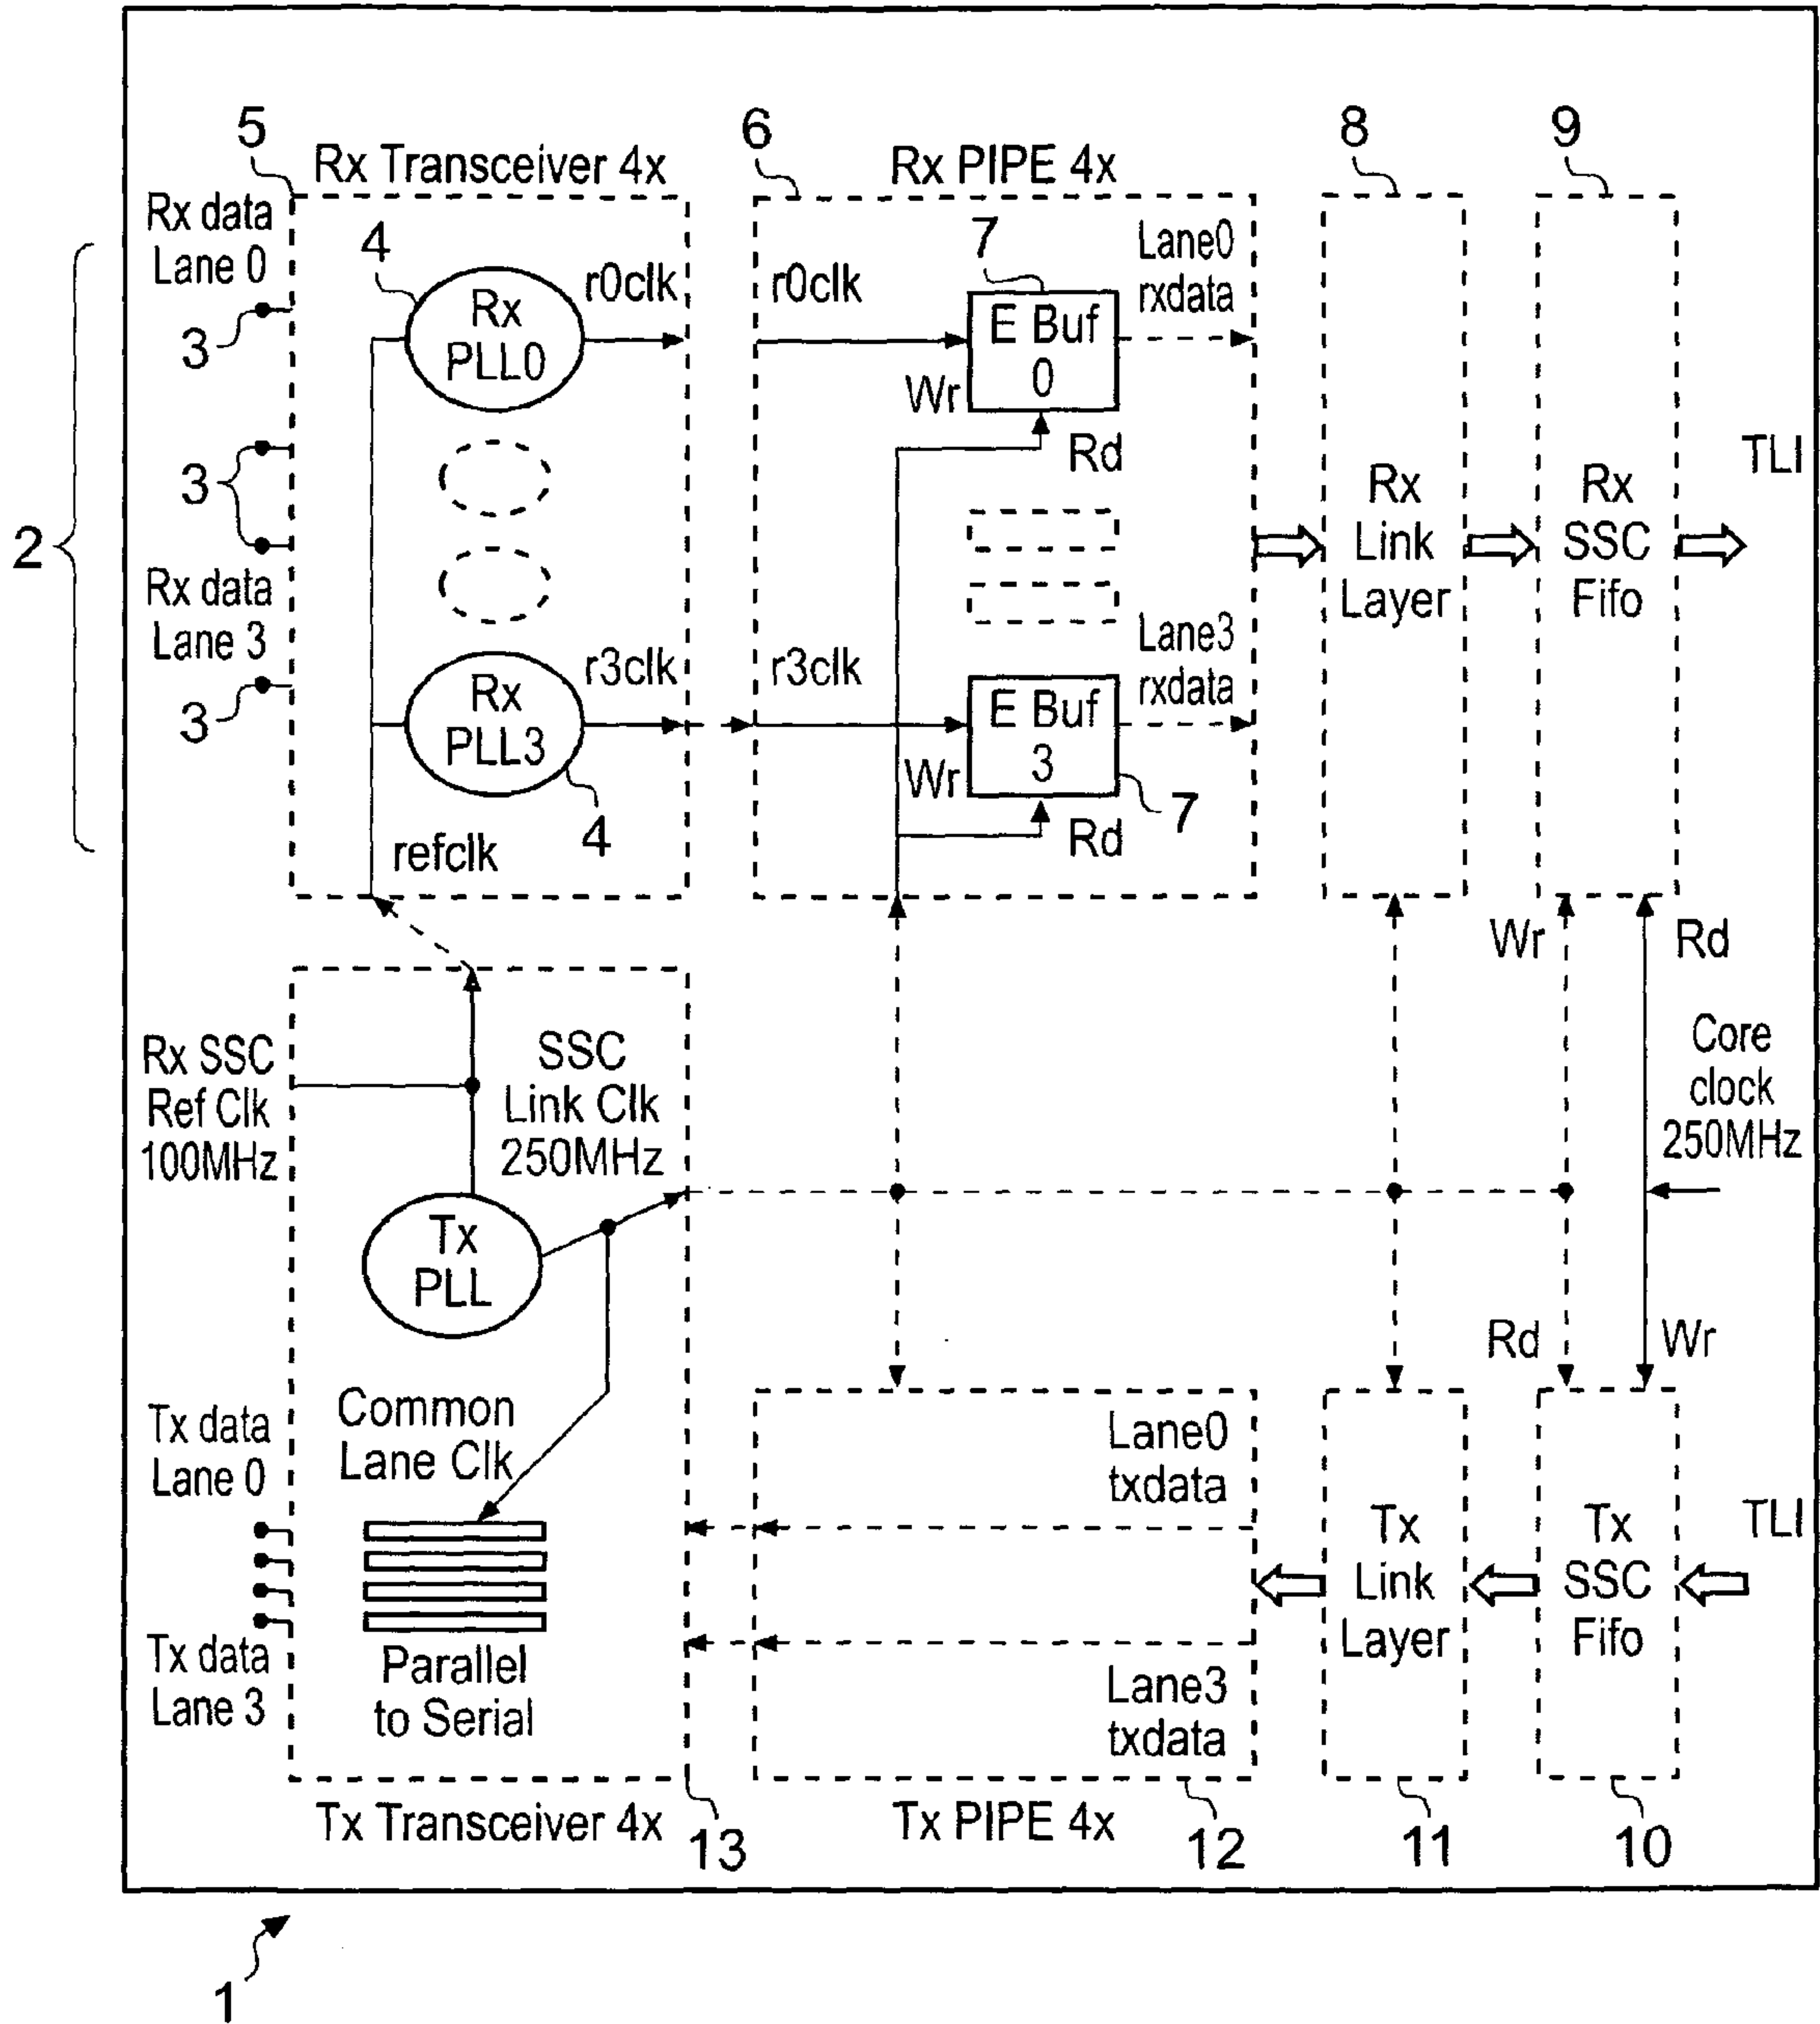 5
Rx Transceiver 4x
6
Rx PIPE 4x
8
9
Rx data
Lane 0
3
3
Rx data
Lane 3
3
2
4
Rx
PLL0
r0clk
r0clk
7
E Buf
0
Wr
Rd
Lane0
rxdata
Rx
PLL3
4
r3clk
r3clk
E Buf
3
Wr
Rd
7
Lane3
rxdata
refclk
Rx
Link
Layer
Rx
SSC
Fifo
TLI
Wr
Rd
Rx SSC
Ref Clk
100MHz
SSC
Link Clk
250MHz
Core
clock
250MHz
Tx
PLL
Rd
Wr
Tx data
Lane 0
Common
Lane Clk
Tx data
Lane 3
Parallel
to Serial
Lane0
txdata
Lane3
txdata
Tx
Link
Layer
Tx
SSC
Fifo
TLI
Tx Transceiver 4x
13
Tx PIPE 4x
12
11
10
1